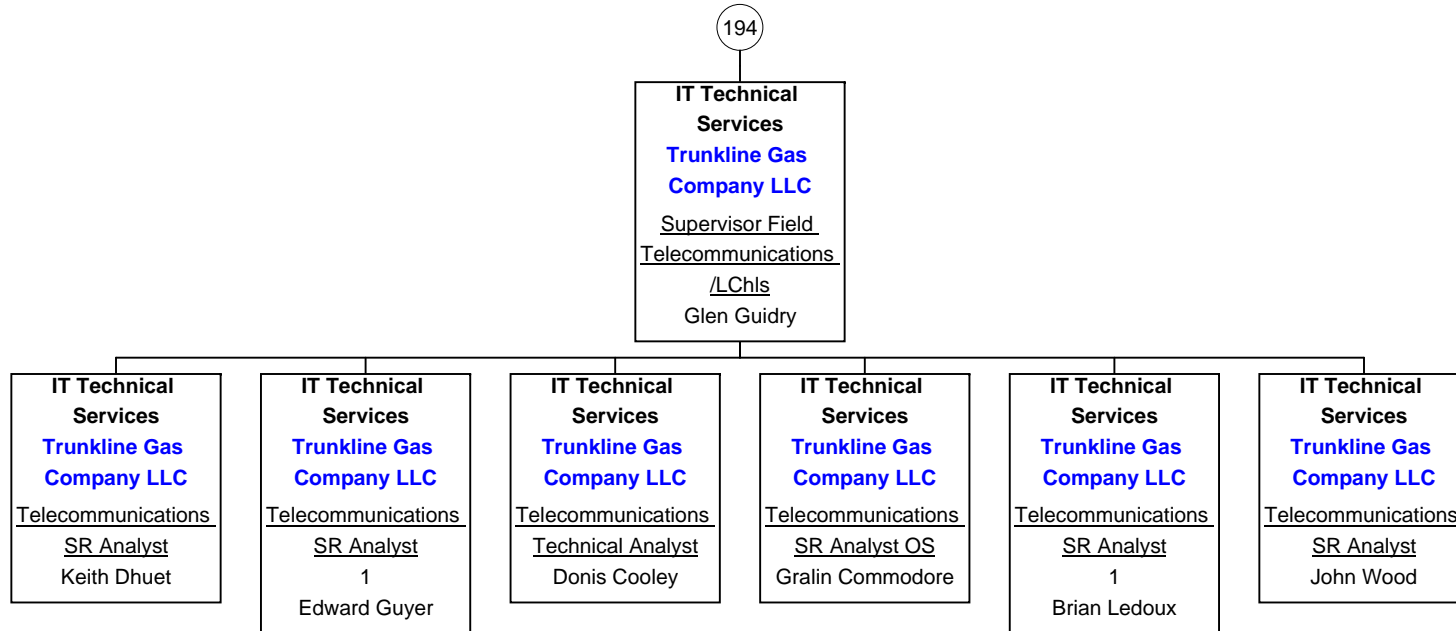 194
IT Technical
Services
Trunkline Gas
Company LLC
Supervisor Field
Telecommunications
/LChls
Glen Guidry
IT Technical
Services
Trunkline Gas
Company LLC
Telecommunications
SR Analyst
Keith Dhuet
IT Technical
Services
Trunkline Gas
Company LLC
Telecommunications
SR Analyst
1
Edward Guyer
IT Technical
Services
Trunkline Gas
Company LLC
Telecommunications
Technical Analyst
Donis Cooley
IT Technical
Services
Trunkline Gas
Company LLC
Telecommunications
SR Analyst OS
Gralin Commodore
IT Technical
Services
Trunkline Gas
Company LLC
Telecommunications
SR Analyst
1
Brian Ledoux
IT Technical
Services
Trunkline Gas
Company LLC
Telecommunications
SR Analyst
John Wood